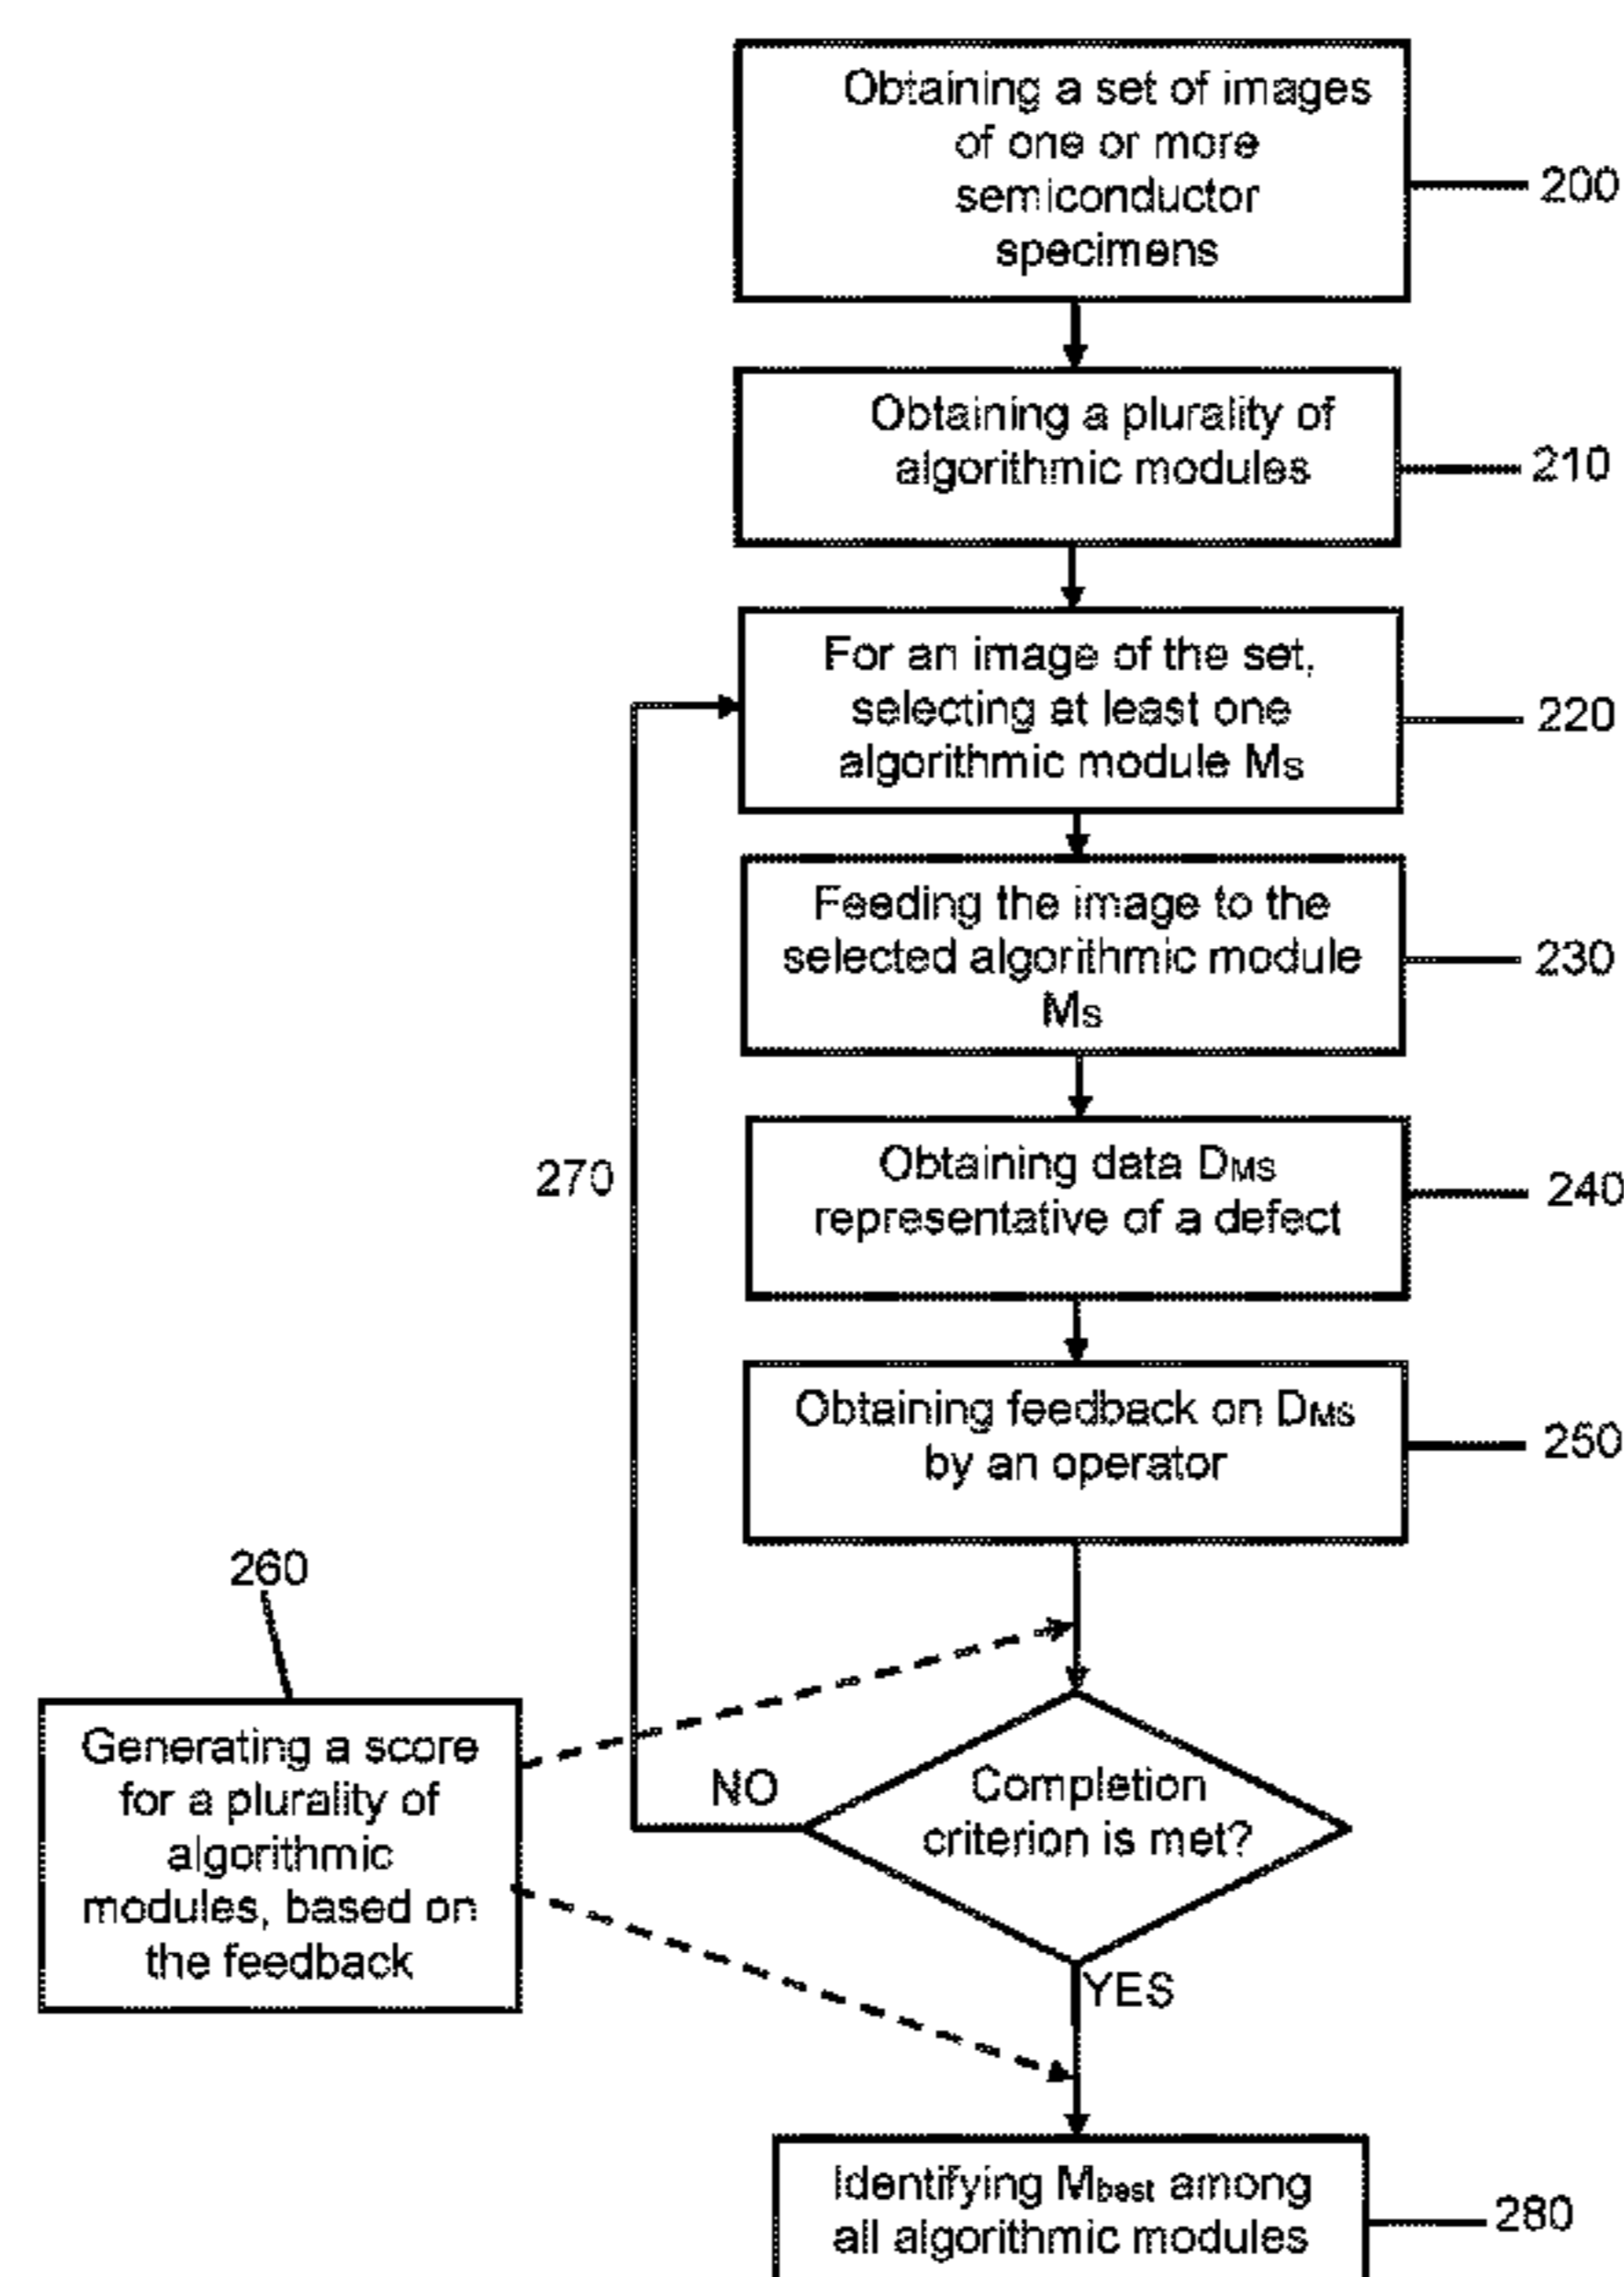 Obtaining a set of images
of one or more
semiconductor
specimens
200
Obtaining a plurality of
algorithmic modules
210
For an image of the set,
selecting at least one
algorithmic module MS
220
Feeding the image to the
selected algorithmic module
MS
230
270
Obtaining data DMS
representative of a defect
240
Obtaining feedback on DMS
by an operator
250
260
Generating a score
for a plurality of
algorithmic
modules, based on
the feedback
NO
Completion
criterion is met?
YES
Identifying Mbest among
all algorithmic modules
280